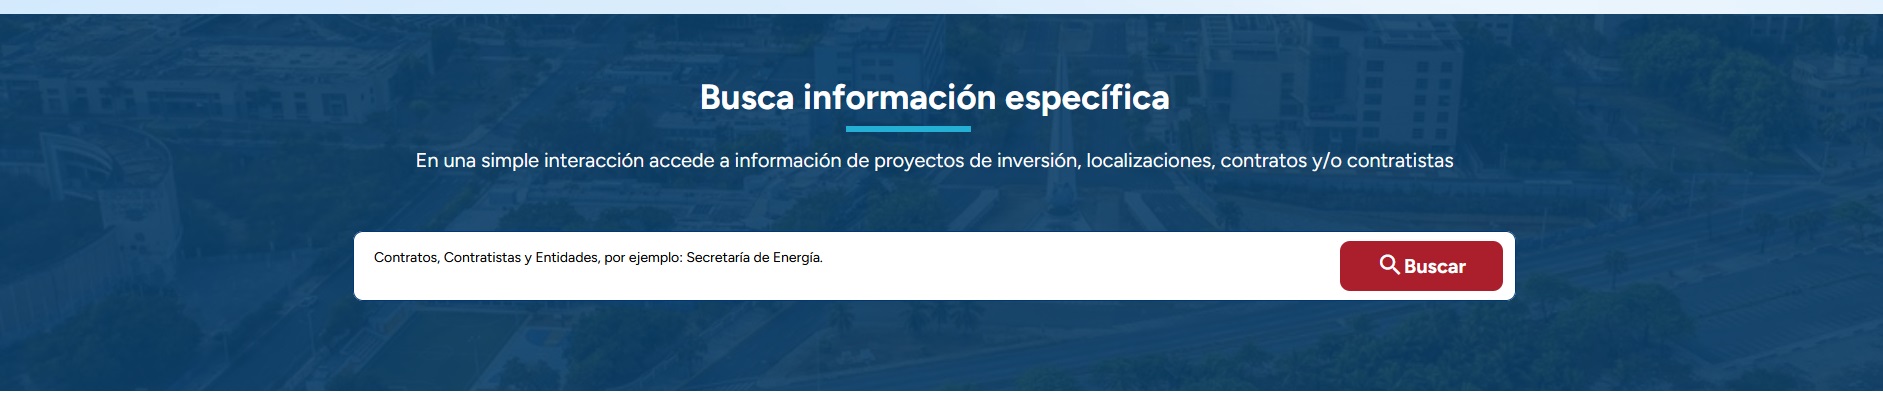 Busca información específica
En una simple interacción accede a información de proyectos de inversión, localizaciones, contratos y/o contratistas
Contratos, Contratistas y Entidades, por ejemplo: Secretaría de Energía.
Buscar